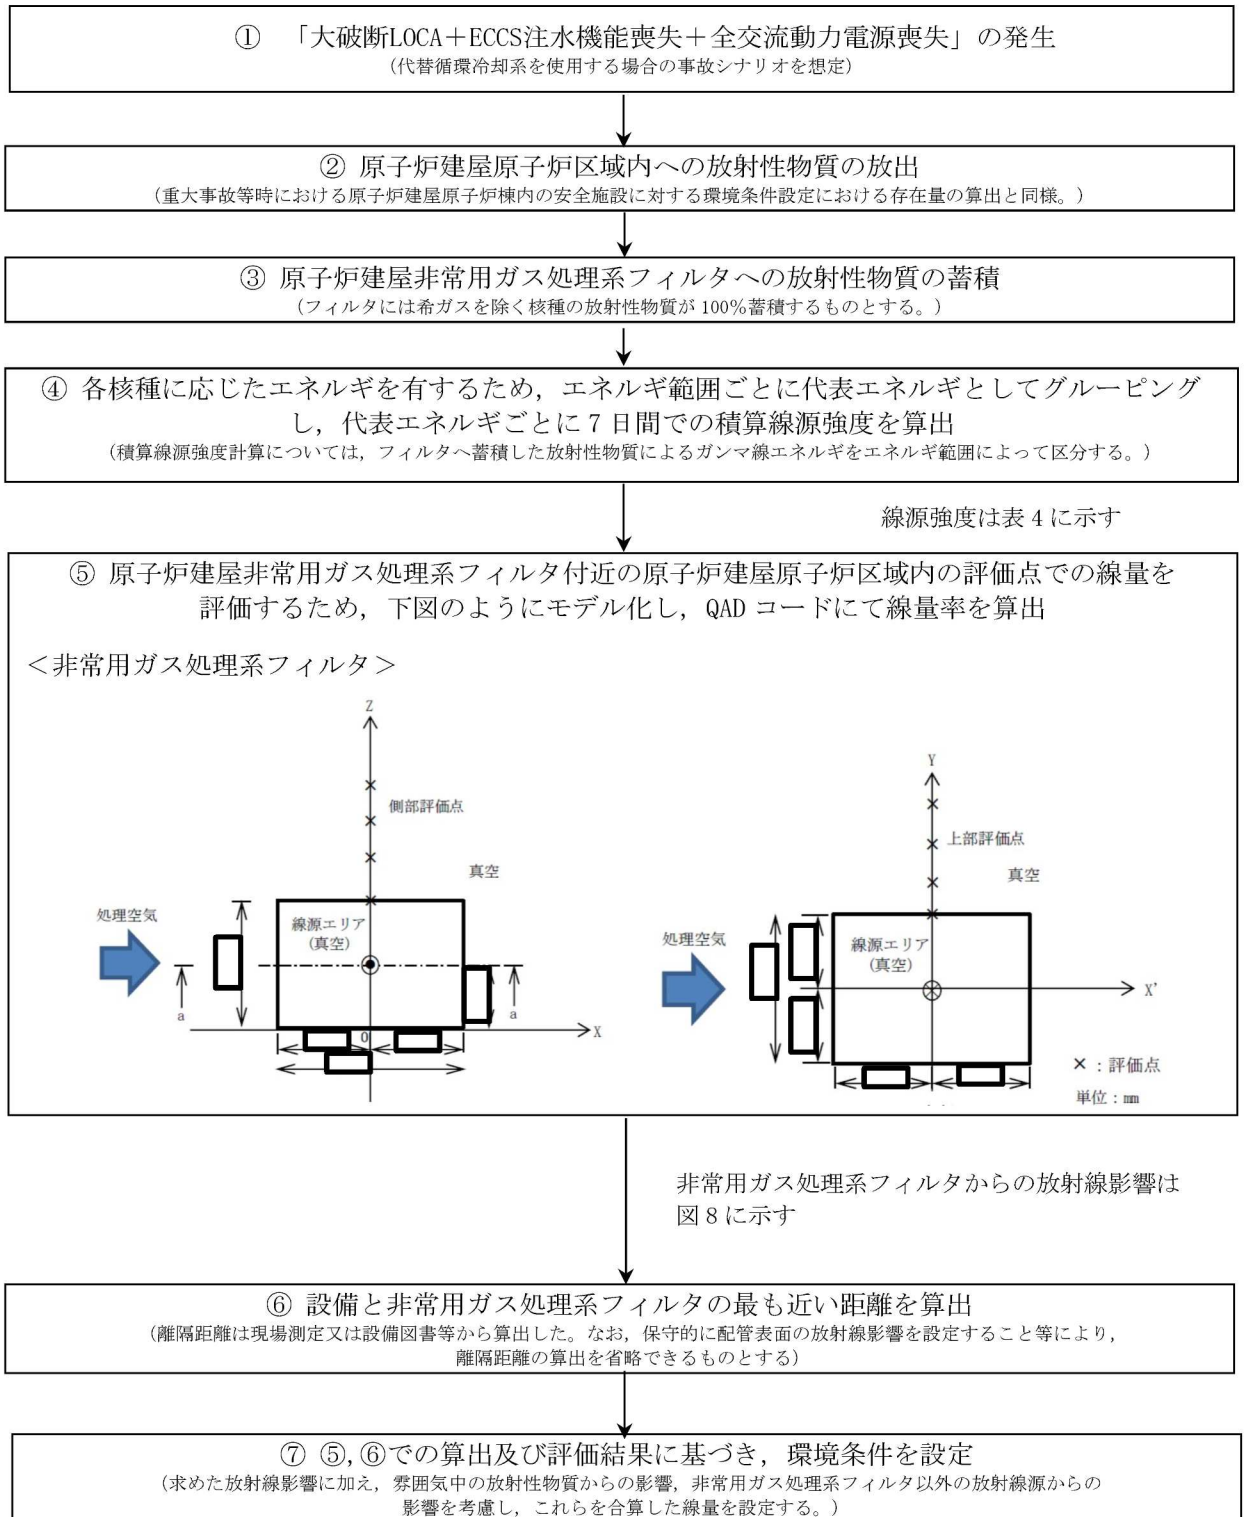 ① 「大破断LOCA＋ECCS注水機能喪失＋全交流動力電源喪失」の発生
(代替循環冷却系を使用する場合の事故シナリオを想定)
② 原子炉建屋原子炉区域内への放射性物質の放出
(重大事故等時における原子炉建屋原子炉棟内の安全施設に対する環境条件設定における存在量の算出と同様。)
③ 原子炉建屋非常用ガス処理系フィルタへの放射性物質の蓄積
(フィルタには希ガスを除く核種の放射性物質が 100%蓄積するものとする。)
④ 各核種に応じたエネルギを有するため，エネルギ範囲ごとに代表エネルギとしてグルーピング
し，代表エネルギごとに 7 日間での積算線源強度を算出
(積算線源強度計算については，フィルタへ蓄積した放射性物質によるガンマ線エネルギをエネルギ範囲によって区分する。)
線源強度は表 4 に示す
⑤ 原子炉建屋非常用ガス処理系フィルタ付近の原子炉建屋原子炉区域内の評価点での線量を
評価するため，下図のようにモデル化し，QAD コードにて線量率を算出
＜非常用ガス処理系フィルタ＞
Z
側部評価点
真空
処理空気
線源エリア
(真空)
a
a
0
X
Y
上部評価点
真空
処理空気
線源エリア
(真空)
X'
×：評価点
単位：mm
非常用ガス処理系フィルタからの放射線影響は
図 8 に示す
⑥ 設備と非常用ガス処理系フィルタの最も近い距離を算出
(離隔距離は現場測定又は設備図書等から算出した。なお，保守的に配管表面の放射線影響を設定すること等により，
離隔距離の算出を省略できるものとする)
⑦ ⑤,⑥での算出及び評価結果に基づき，環境条件を設定
(求めた放射線影響に加え，雰囲気中の放射性物質からの影響，非常用ガス処理系フィルタ以外の放射線源からの
影響を考慮し，これらを合算した線量を設定する。)